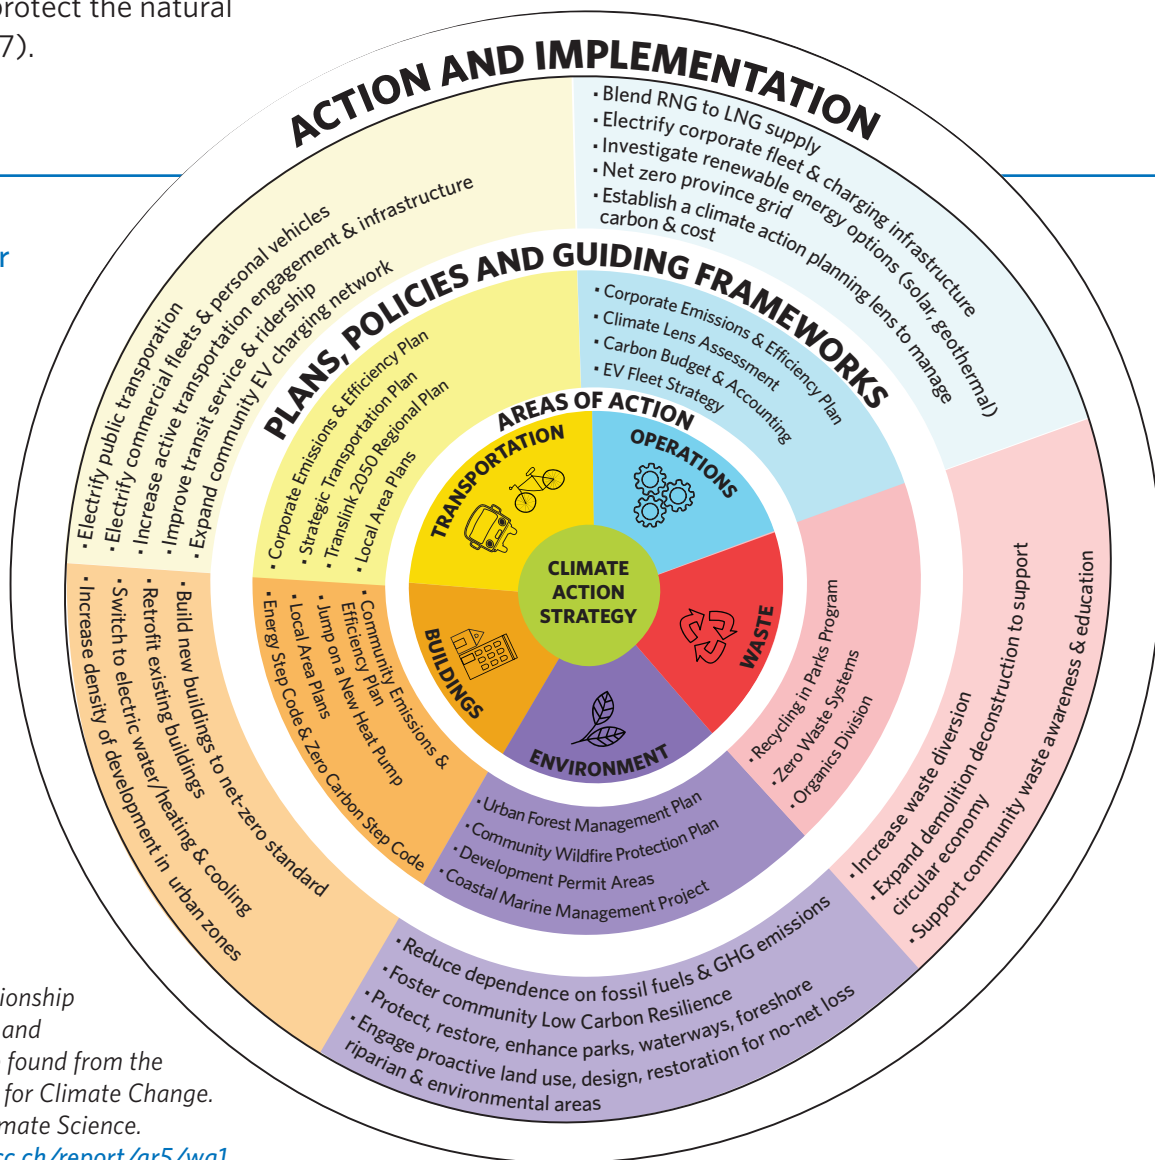 protect the natural
7).
r
ACTION AND IMPLEMENTATION
• Blend RNG to LNG supply
• Electrify corporate fleet & charging infrastructure
• Investigate renewable energy options (solar, geothermal)
• Net zero province grid
• Establish a climate action planning lens to manage
carbon & cost
• Increase waste diversion
• Expand demolition deconstruction to support
circular economy
• Support community waste awareness & education
• Reduce dependence on fossil fuels & GHG emissions
• Foster community Low Carbon Resilience
• Protect, restore, enhance parks, waterways, foreshore
• Engage proactive land use, design, restoration for no-net loss
riparian & environmental areas
• Build new buildings to net-zero standard
• Retrofit existing buildings
• Switch to electric water/heating & cooling
• Increase density of development in urban zones
• Electrify public transportation
• Electrify commercial fleets & personal vehicles
• Increase active transportation engagement & infrastructure
• Improve transit service & ridership
• Expand community EV charging network
PLANS, POLICIES AND GUIDING FRAMEWORKS
• Corporate Emissions & Efficiency Plan
• Climate Lens Assessment
• Carbon Budget & Accounting
• EV Fleet Strategy
• Recycling in Parks Program
• Zero Waste Systems
• Organics Division
• Urban Forest Management Plan
• Community Wildfire Protection Plan
• Development Permit Areas
• Coastal Marine Management Project
• Community Emissions &
Efficiency Plan
• Jump on a New Heat Pump
• Local Area Plans
• Energy Step Code & Zero Carbon Step Code
• Corporate Emissions & Efficiency Plan
• Strategic Transportation Plan
• Translink 2050 Regional Plan
• Local Area Plans
AREAS OF ACTION
TRANSPORTATION
OPERATIONS
WASTE
ENVIRONMENT
BUILDINGS
CLIMATE
ACTION
STRATEGY
ionship
and
found from the
for Climate Change.
mate Science.
cc.ch/report/ar5/wg1